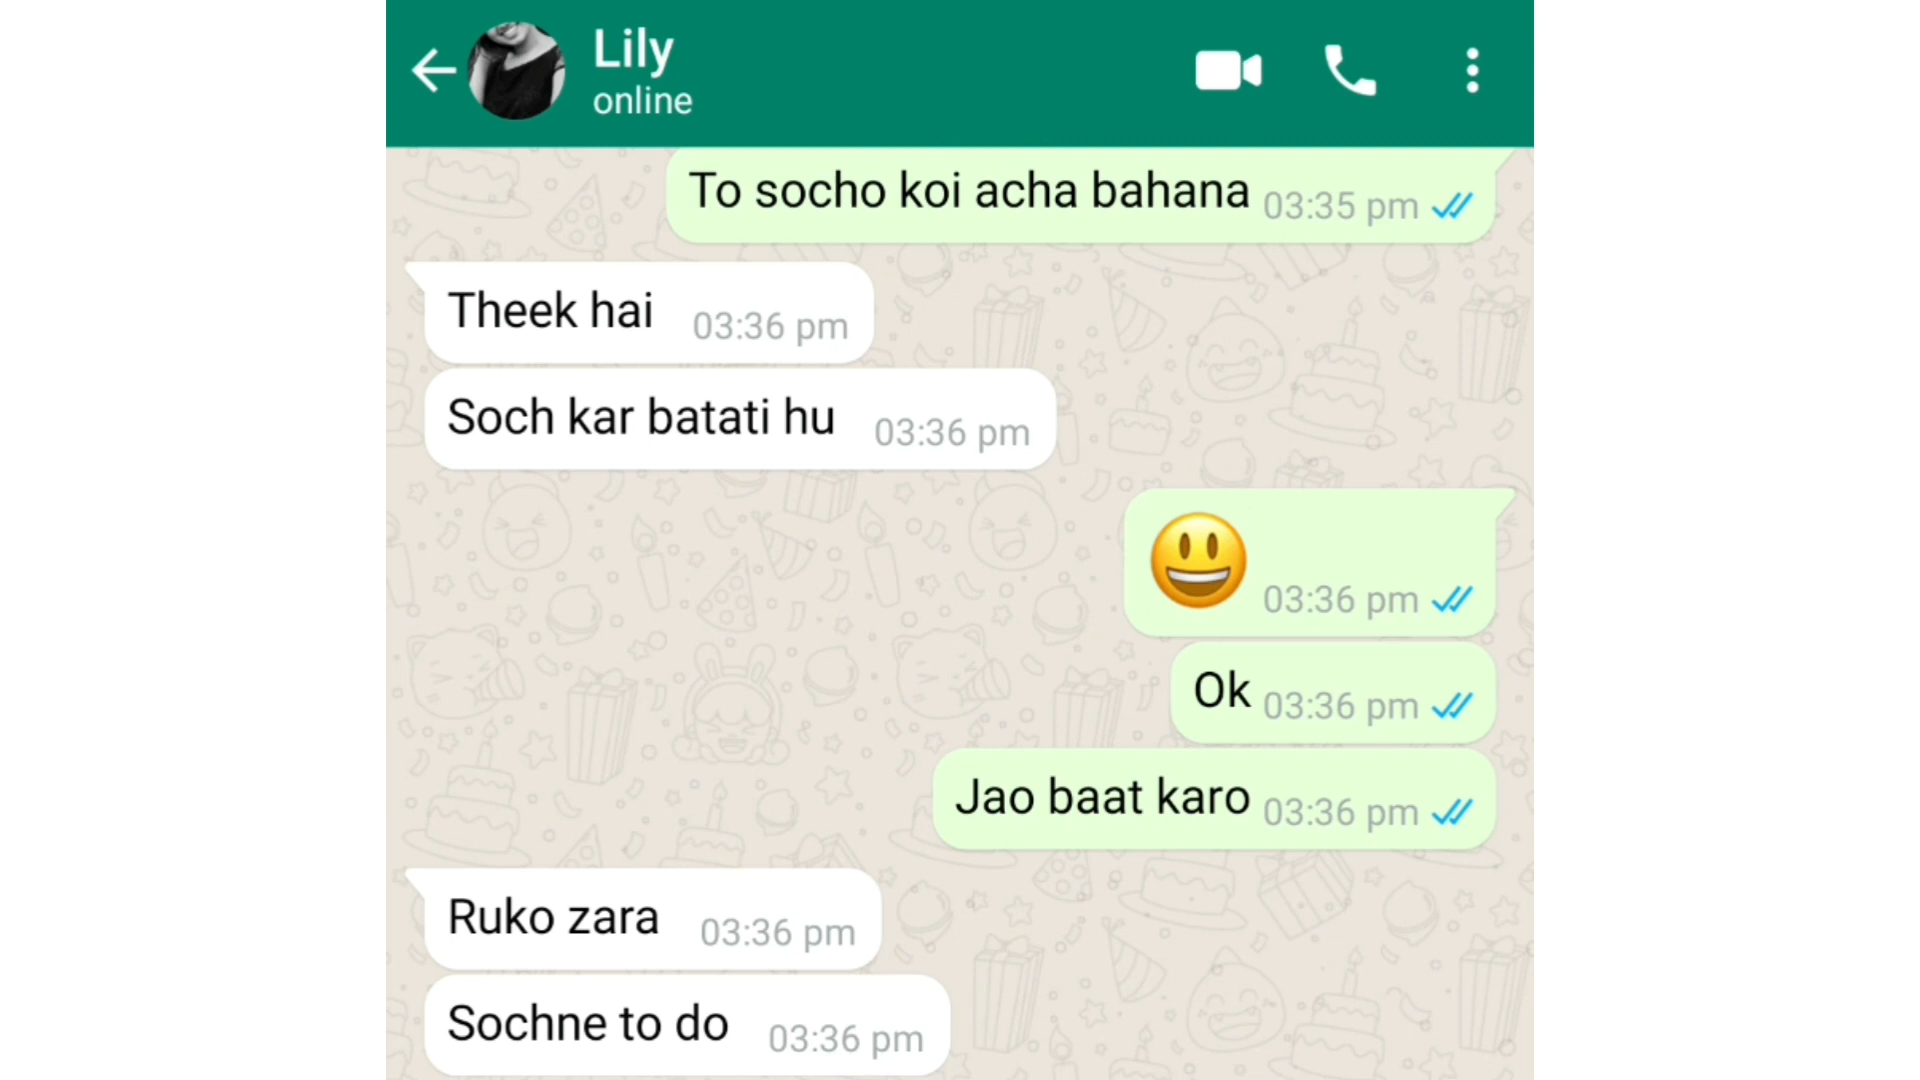 Lily
online
To socho koi acha bahana 03:35 pm
Theek hai 03:36 pm
Soch kar batati hu 03:36 pm
😃 03:36 pm
Ok 03:36 pm
Jao baat karo 03:36 pm
Ruko zara 03:36 pm
Sochne to do 03:36 pm